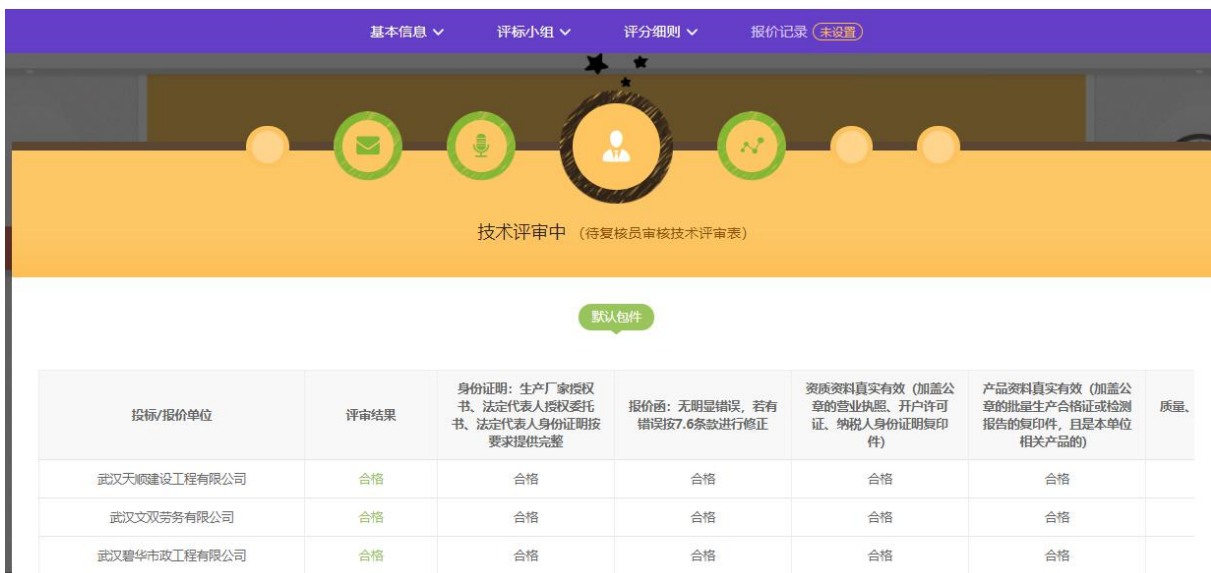 基本信息 评标小组 评分细则 报价记录 未设置
技术评审中 （待复核员审核技术评审表）
默认包件
投标/报价单位
评审结果
身份证明：生产厂家授权
书、法定代表人授权委托
书、法定代表人身份证明按
要求提供完整
报价函：无明显错误，若有
错误按7.6条款进行修正
资质资料真实有效（加盖公
章的营业执照、开户许可
证、纳税人身份证明复印
件）
产品资料真实有效（加盖公
章的批量生产合格证或检测
报告的复印件，且是本单位
相关产品的）
质量、
武汉天顺建设工程有限公司 合格 合格 合格 合格 合格
武汉文双劳务有限公司 合格 合格 合格 合格 合格
武汉碧华市政工程有限公司 合格 合格 合格 合格 合格